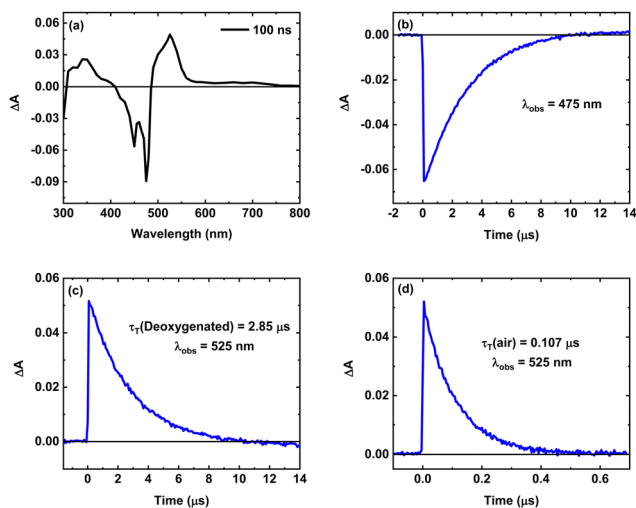 (a)
100 ns
0.06
0.03
0.00
-0.03
-0.06
-0.09
ΔA
300 400 500 600 700 800
Wavelength (nm)
(b)
0.00
-0.02
-0.04
-0.06
ΔA
λobs = 475 nm
-2 0 2 4 6 8 10 12 14
Time (μs)
(c)
0.06
0.04
0.02
0.00
ΔA
τT(Deoxygenated) = 2.85 μs
λobs = 525 nm
0 2 4 6 8 10 12 14
Time (μs)
(d)
0.06
0.04
0.02
0.00
ΔA
τT(air) = 0.107 μs
λobs = 525 nm
0.0 0.2 0.4 0.6
Time (μs)